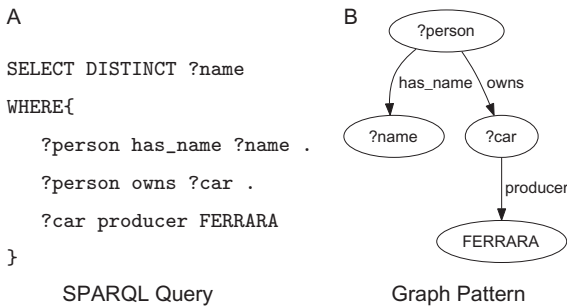 A
SELECT DISTINCT ?name
WHERE{
?person has_name ?name .
?person owns ?car .
?car producer FERRARA
}
SPARQL Query
B
?person
has_name
owns
?name
?car
producer
FERRARA
Graph Pattern